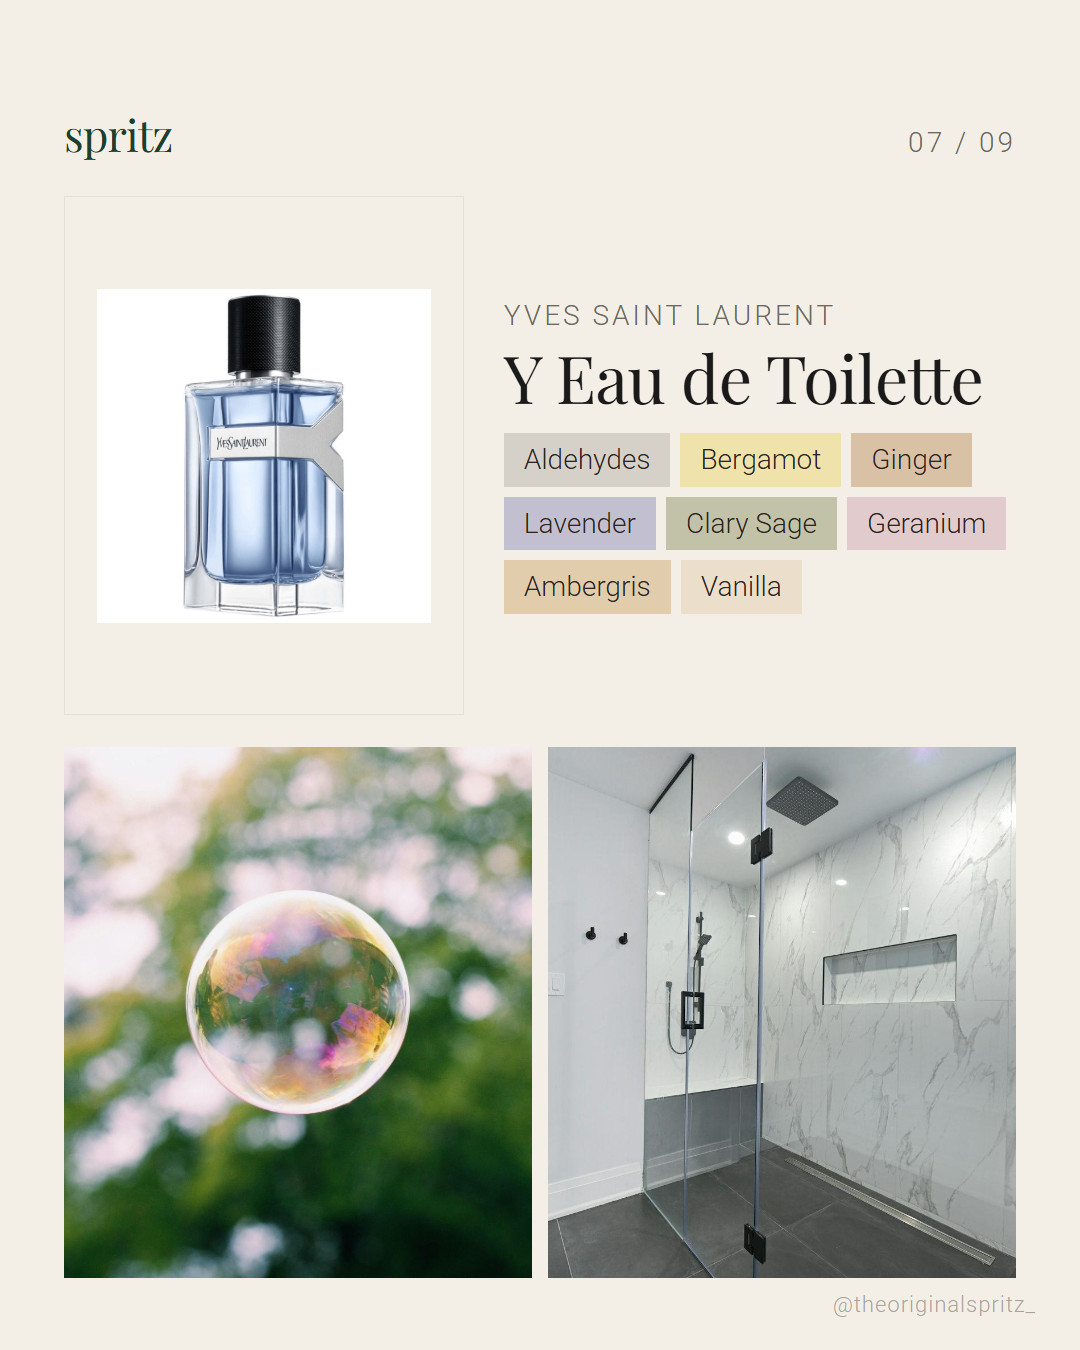 spritz
07 / 09
YVES SAINT LAURENT
Y Eau de Toilette
Aldehydes Bergamot Ginger
Lavender Clary Sage Geranium
Ambergris Vanilla
YVESSAINTLAURENT
@theoriginalspritz_